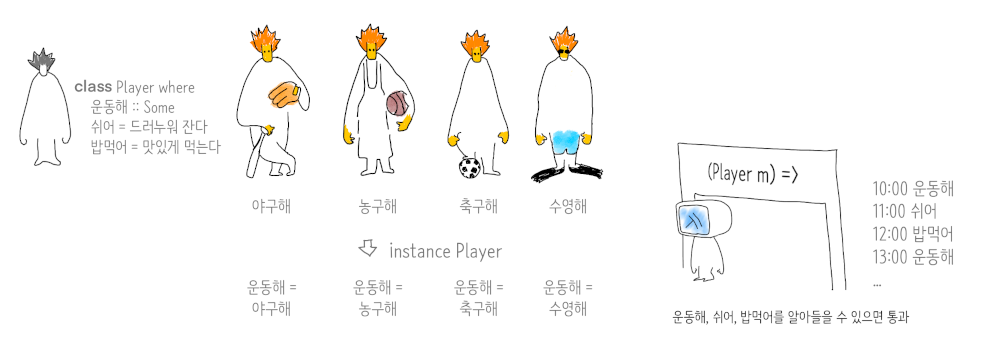 class Player where
운동해 :: Some
쉬어 = 드러누워 잔다
밥먹어 = 맛있게 먹는다
야구해
농구해
축구해
수영해
instance Player
운동해 =
야구해
운동해 =
농구해
운동해 =
축구해
운동해 =
수영해
(Player m) =>
10:00 운동해
11:00 쉬어
12:00 밥먹어
13:00 운동해
...
운동해, 쉬어, 밥먹어를 알아들을 수 있으면 통과